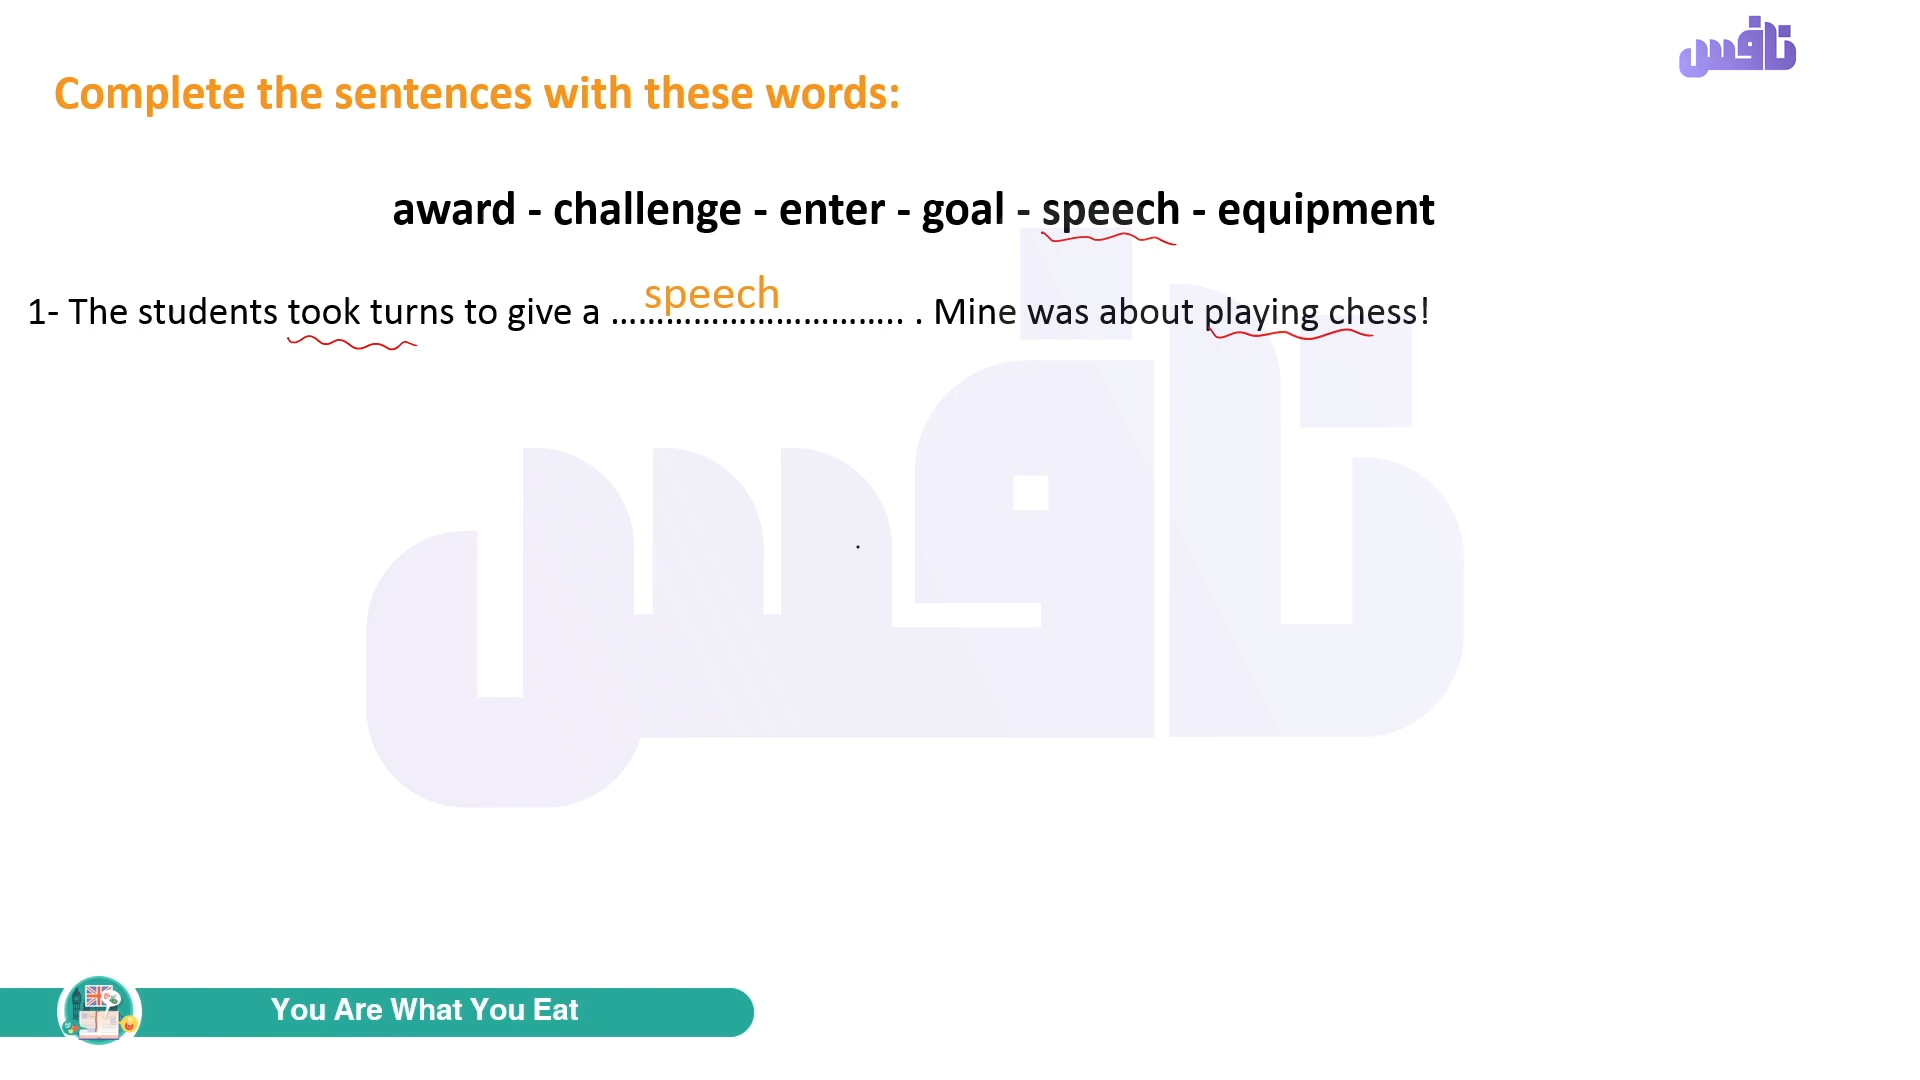 نافس
Complete the sentences with these words:
award - challenge - enter - goal - speech - equipment
1- The students took turns to give a speech ………………………….. . Mine was about playing chess!
You Are What You Eat